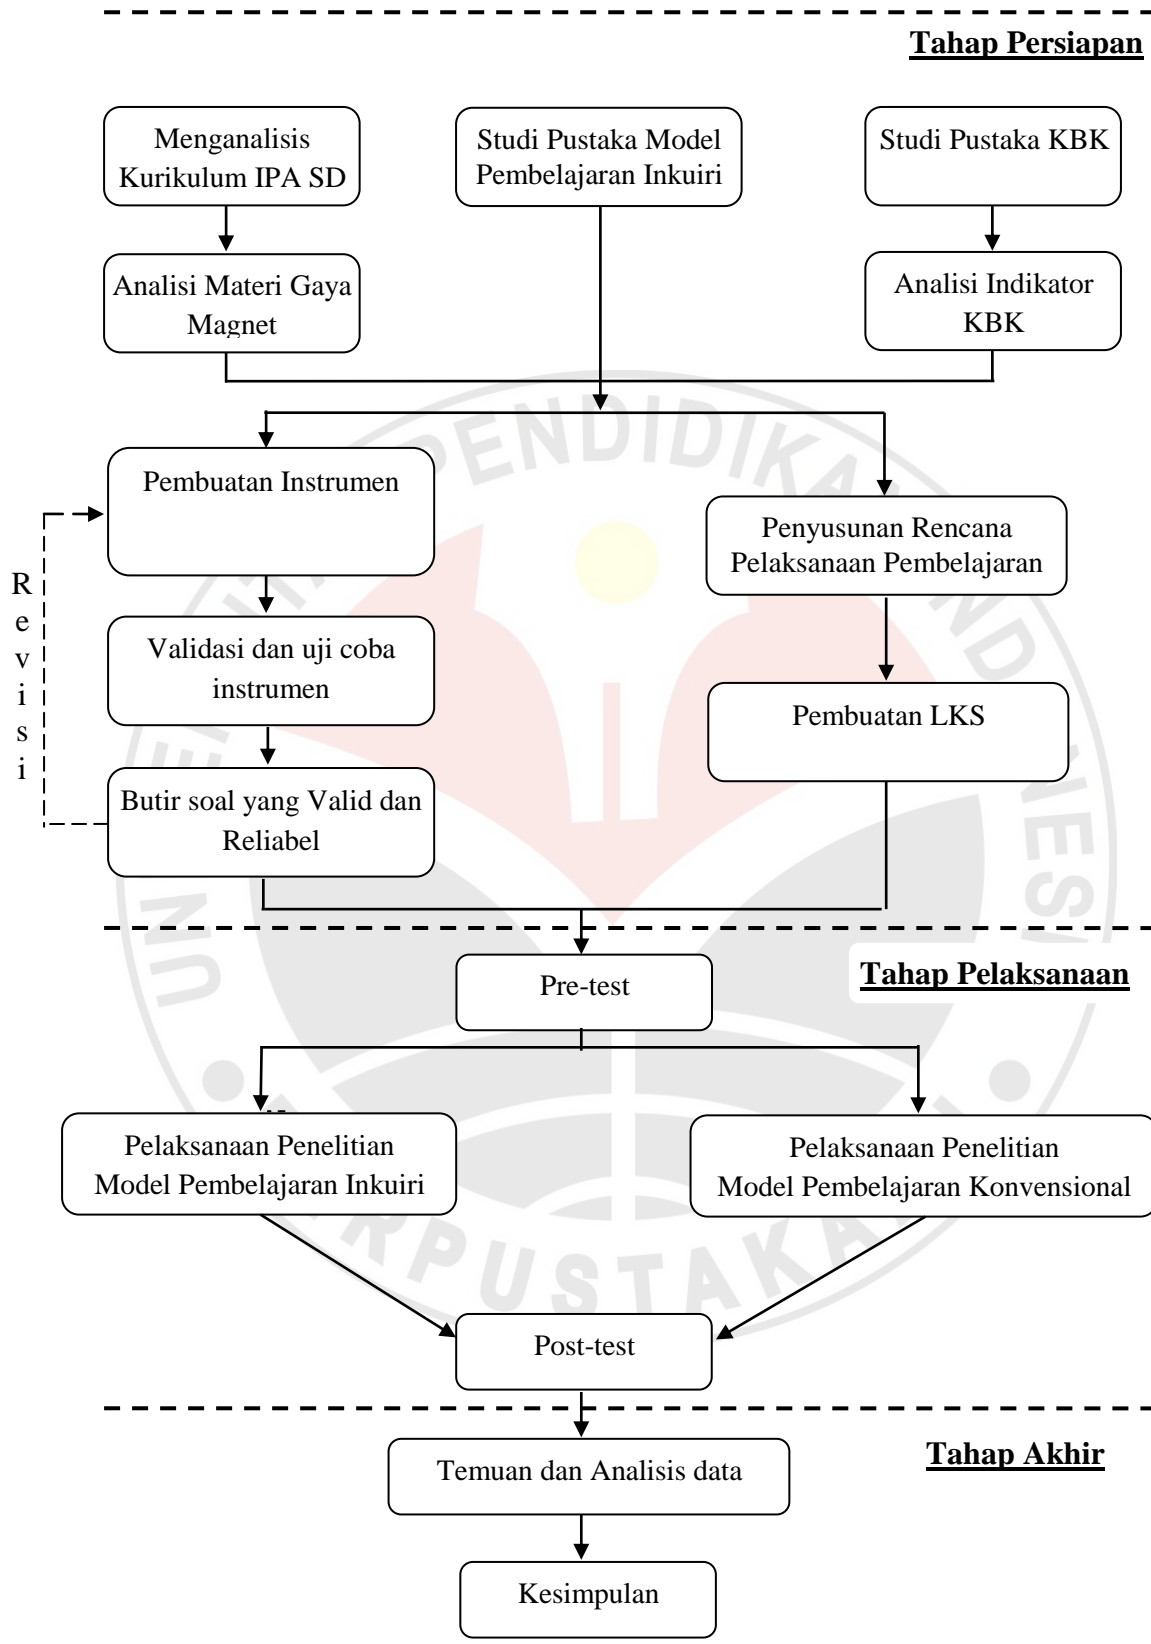 Tahap Persiapan
Menganalisis
Kurikulum IPA SD
Studi Pustaka Model
Pembelajaran Inkuiri
Studi Pustaka KBK
Analisi Materi Gaya
Magnet
Analisi Indikator
KBK
Pembuatan Instrumen
Penyusunan Rencana
Pelaksanaan Pembelajaran
R
e
v
i
s
i
Validasi dan uji coba
instrumen
Pembuatan LKS
Butir soal yang Valid dan
Reliabel
Tahap Pelaksanaan
Pre-test
Pelaksanaan Penelitian
Model Pembelajaran Inkuiri
Pelaksanaan Penelitian
Model Pembelajaran Konvensional
Post-test
Tahap Akhir
Temuan dan Analisis data
Kesimpulan
PENDIDIKAN